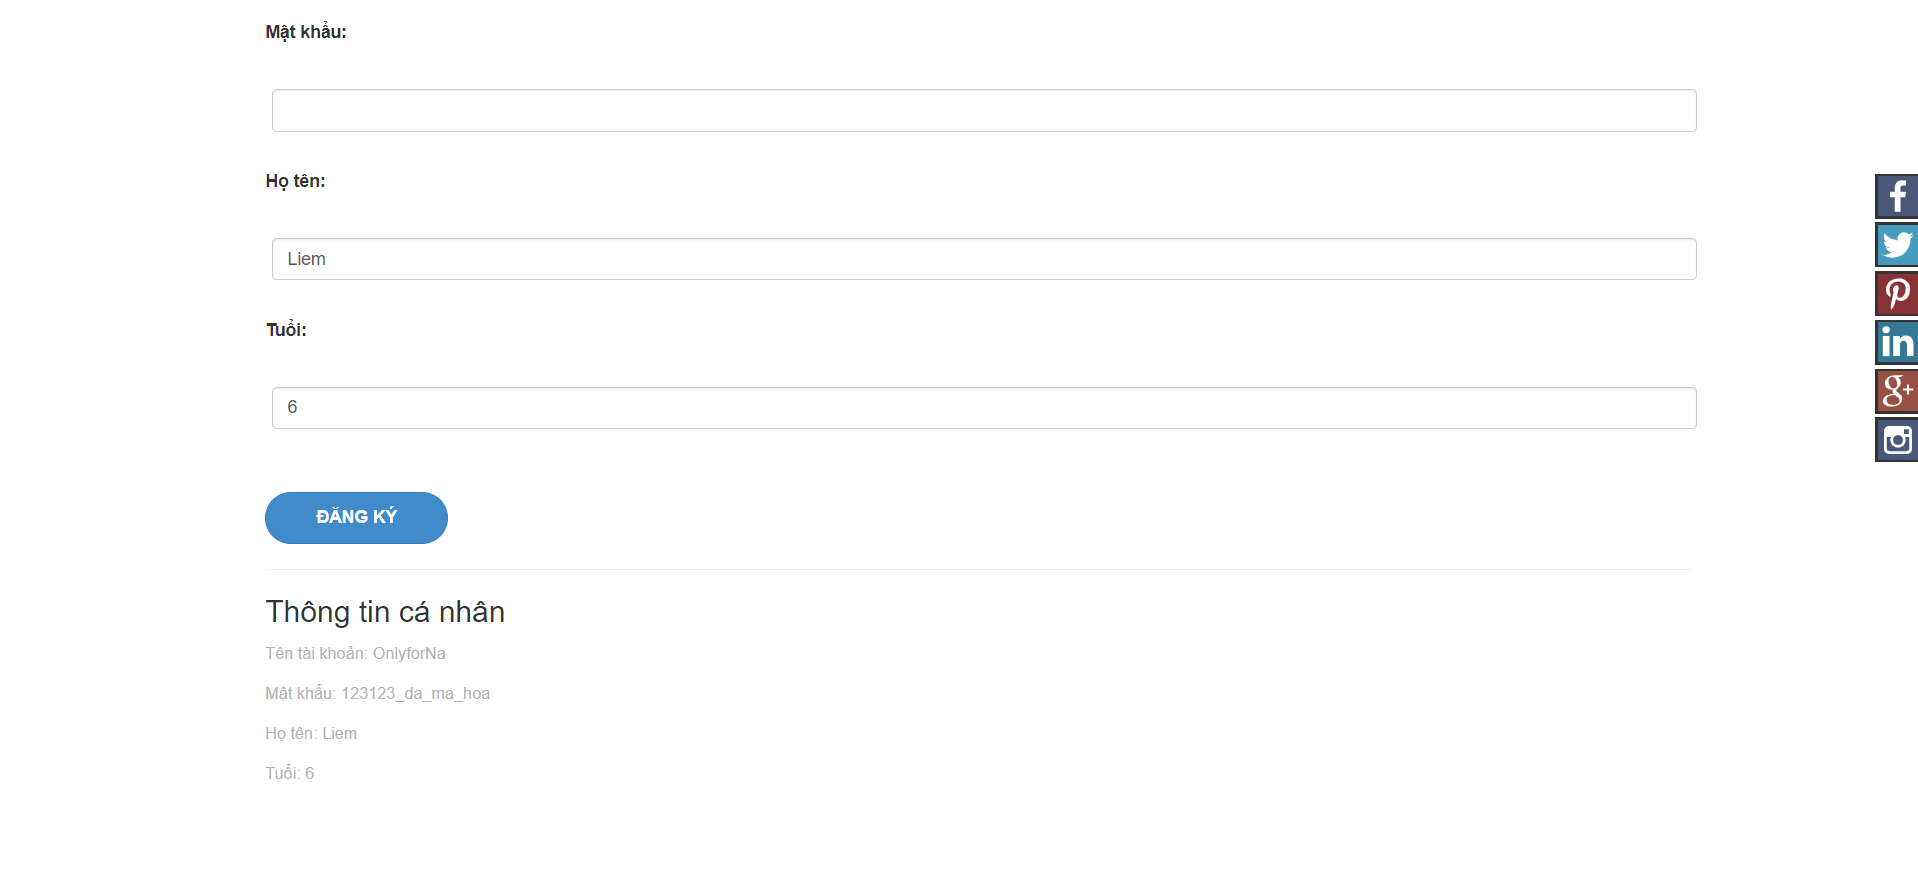 Mật khẩu:
Họ tên:
Liem
Tuổi:
6
ĐĂNG KÝ
Thông tin cá nhân
Tên tài khoản: OnlyforNa
Mật khẩu: 123123_da_ma_hoa
Họ tên: Liem
Tuổi: 6